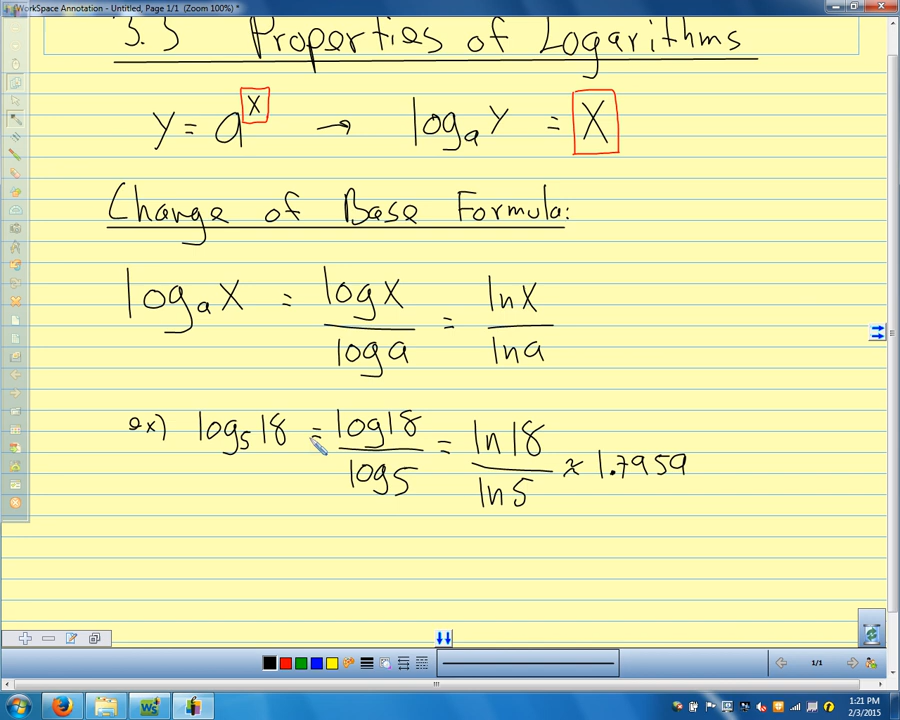 WorkSpace Annotation - Untitled, Page 1/1 (Zoom 100%) *
3.3 Properties of Logarithms
y = a^x → log_a y = x
Change of Base Formula:
log_a x = log x / log a = ln x / ln a
ex) log_5 18 = log 18 / log 5 = ln 18 / ln 5 ≈ 1.7959
1/1
1:21 PM
2/3/2015